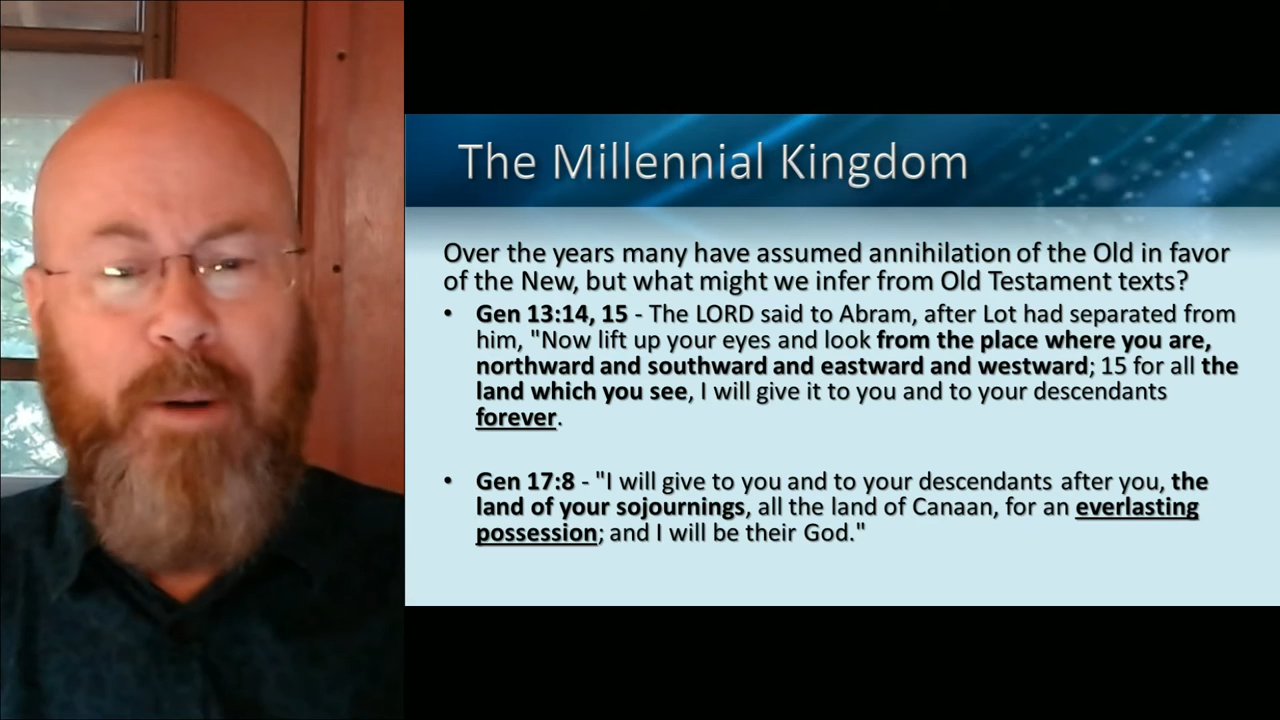 The Millennial Kingdom
Over the years many have assumed annihilation of the Old in favor
of the New, but what might we infer from Old Testament texts?
• Gen 13:14, 15 - The LORD said to Abram, after Lot had separated from
him, "Now lift up your eyes and look from the place where you are,
northward and southward and eastward and westward; 15 for all the
land which you see, I will give it to you and to your descendants
forever.
• Gen 17:8 - "I will give to you and to your descendants after you, the
land of your sojournings, all the land of Canaan, for an everlasting
possession; and I will be their God."